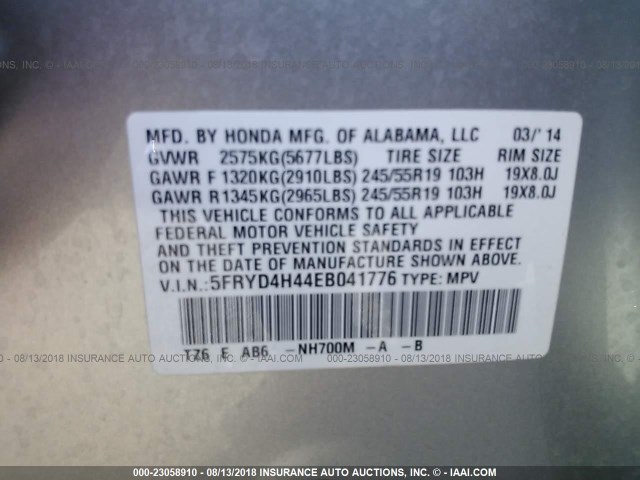 MFD. BY HONDA MFG. OF ALABAMA, LLC 03/'14
GVWR 2575KG(5677LBS) TIRE SIZE RIM SIZE
GAWR F 1320KG(2910LBS) 245/55R19 103H 19X8.0J
GAWR R1345KG(2965LBS) 245/55R19 103H 19X8.0J
THIS VEHICLE CONFORMS TO ALL APPLICABLE
FEDERAL MOTOR VEHICLE SAFETY
AND THEFT PREVENTION STANDARDS IN EFFECT
ON THE DATE OF MANUFACTURE SHOWN ABOVE.
V.I.N.:5FRYD4H44EB041776 TYPE: MPV
TZ6 E AB6 -NH700M -A -B
000-23058910 - 08/13/2018 INSURANCE AUTO AUCTIONS, INC. - © IAAI.COM